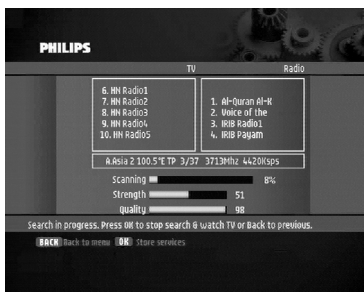 PHILIPS
TV Radio
6. HN Radio1
7. HN Radio2
8. HN Radio3
9. HN Radio4
10. HN Radio5
1. Al-Quran Al-K
2. Voice of the
3. IRIB Radio1
4. IRIB Payam
A.Asia 2 100.5°E TP 3/37 3713Mhz 4420Ksps
Scanning 8%
Strength 51
Quality 98
Search in progress. Press OK to stop search & watch TV or Back to previous.
BACK Back to menu OK Store services